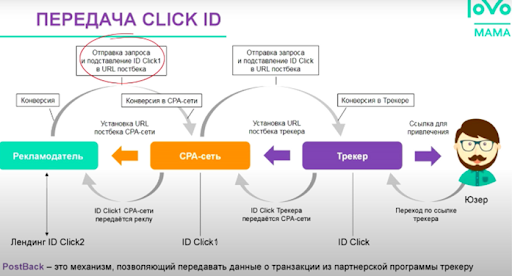 ПЕРЕДАЧА CLICK ID
LOVO
МАМА
Отправка запроса
и подставление ID Click1
в URL постбека
Отправка запроса
и подставление ID Click
в URL постбека
Конверсия
Конверсия в CPA-сети
Конверсия в Трекере
Установка URL
постбека CPA-сети
Установка URL
постбека трекера
Ссылка для
привлечения
Рекламодатель
CPA-сеть
Трекер
Юзер
ID Click1 CPA-сети
передаётся реклу
ID Click Трекера
передаётся CPA-сети
Переход по ссылке
трекера
Лендинг ID Click2
ID Click1
ID Click
PostBack – это механизм, позволяющий передавать данные о транзакции из партнерской программы трекеру